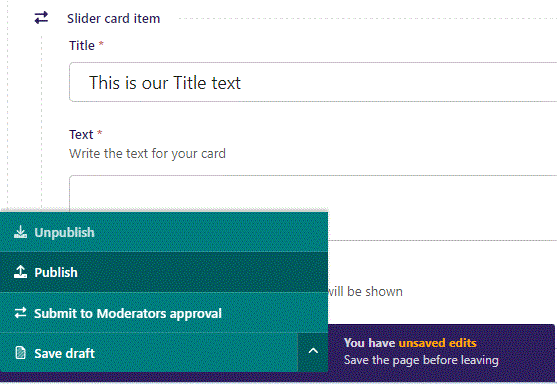 Slider card item
Title *
This is our Title text
Text *
Write the text for your card
Unpublish
Publish
will be shown
Submit to Moderators approval
Save draft
You have unsaved edits
Save the page before leaving